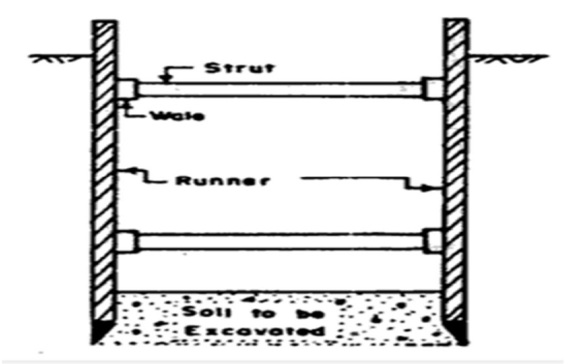 Strut
Wale
Runner
Soil to be
Excavated